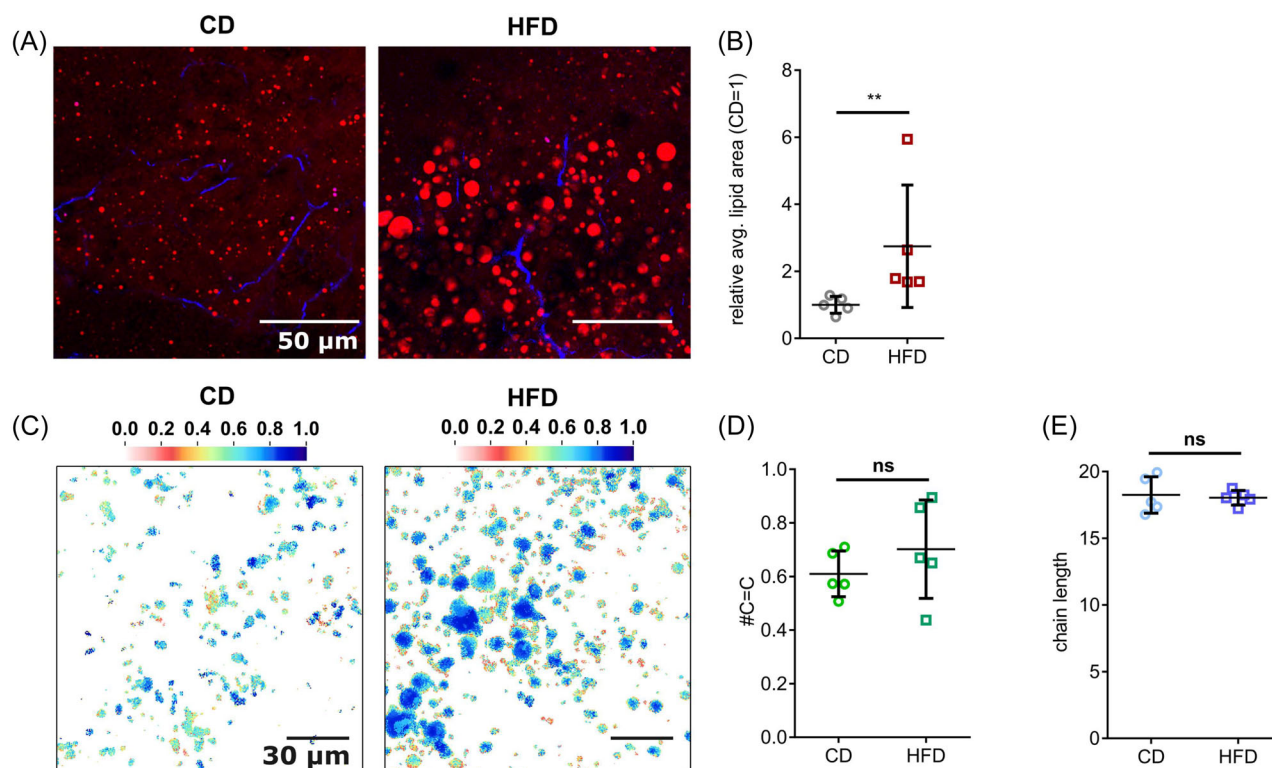 (A)
CD
HFD
50 µm
(B)
relative avg. lipid area (CD=1)
8
6
4
2
0
**
CD
HFD
(C)
CD
0.0 0.2 0.4 0.6 0.8 1.0
HFD
0.0 0.2 0.4 0.6 0.8 1.0
30 µm
(D)
#C=C
1.0
0.8
0.6
0.4
0.2
0.0
ns
CD
HFD
(E)
chain length
20
15
10
5
0
ns
CD
HFD